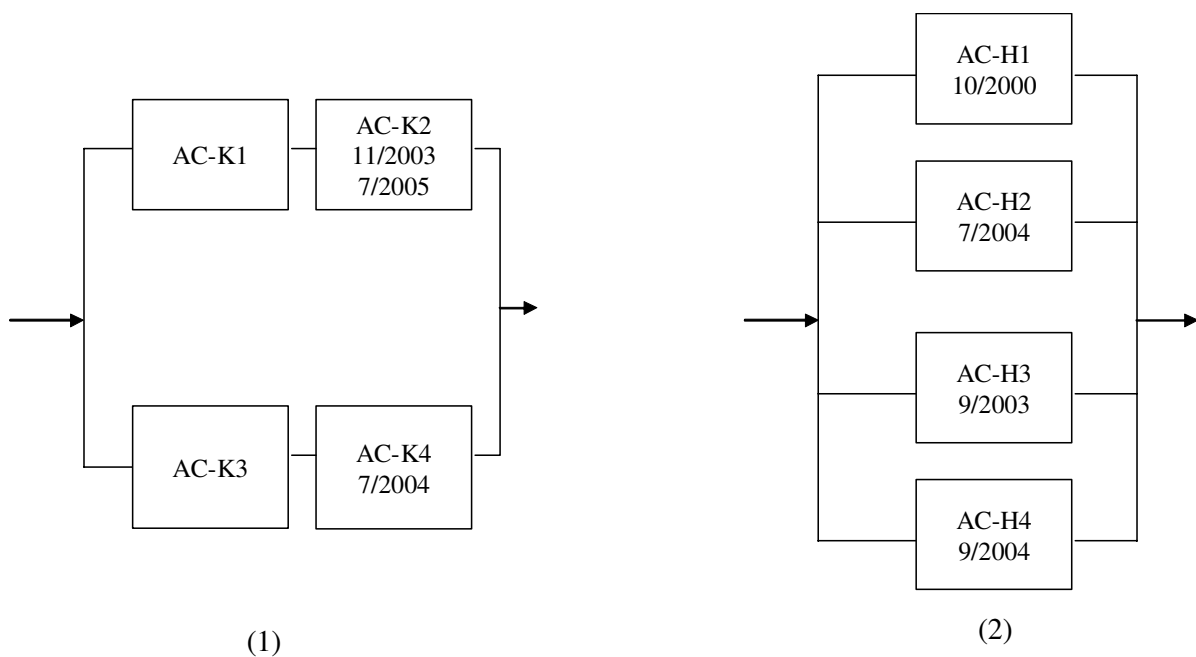 AC-K1
AC-K2
11/2003
7/2005
AC-K3
AC-K4
7/2004
(1)
AC-H1
10/2000
AC-H2
7/2004
AC-H3
9/2003
AC-H4
9/2004
(2)